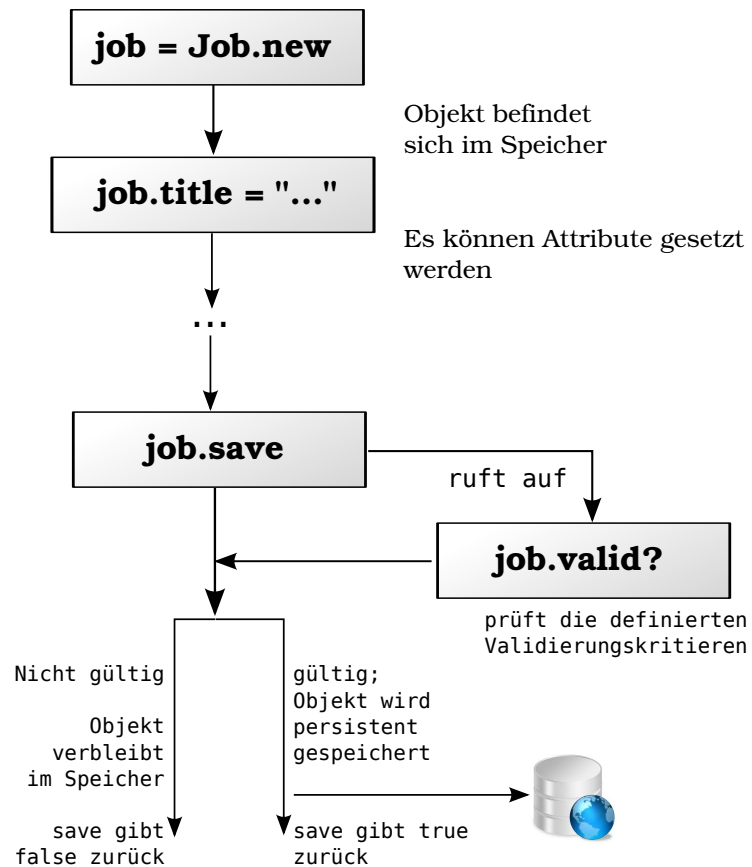 job = Job.new
Objekt befindet
sich im Speicher
job.title = "..."
Es können Attribute gesetzt
werden
...
job.save
ruft auf
job.valid?
prüft die definierten
Validierungskritieren
Nicht gültig
Objekt
verbleibt
im Speicher
save gibt
false zurück
gültig;
Objekt wird
persistent
gespeichert
save gibt true
zurück